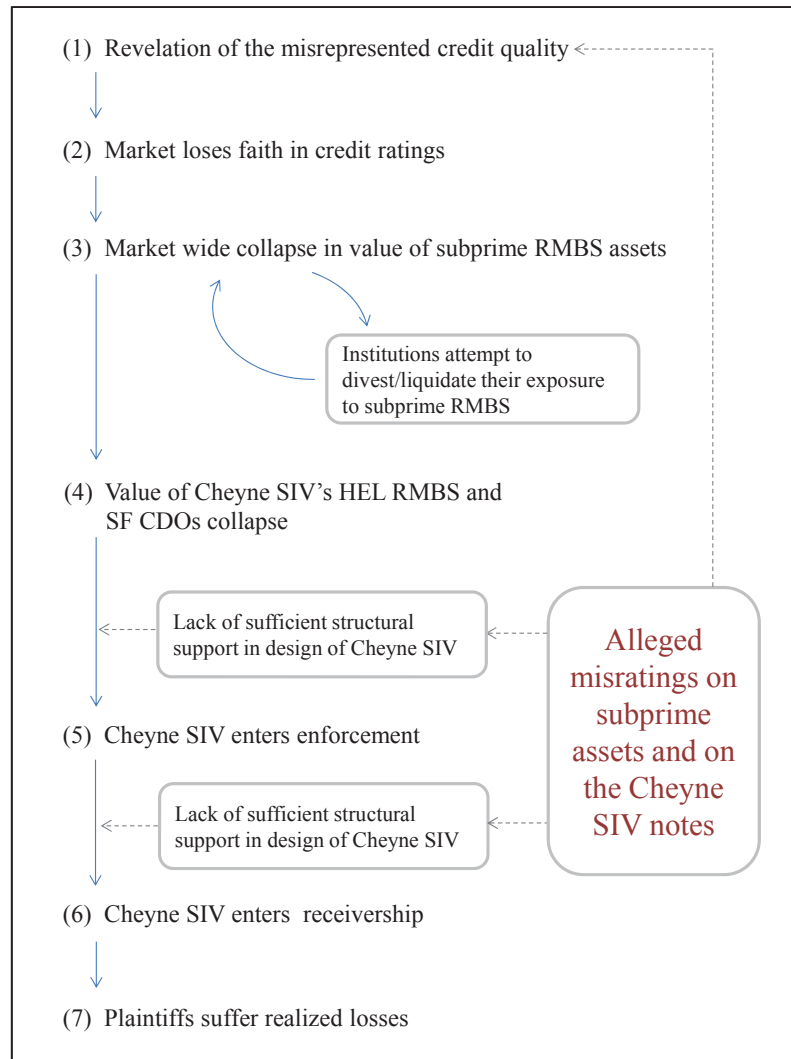 (1) Revelation of the misrepresented credit quality
(2) Market loses faith in credit ratings
(3) Market wide collapse in value of subprime RMBS assets
Institutions attempt to
divest/liquidate their exposure
to subprime RMBS
(4) Value of Cheyne SIV's HEL RMBS and
SF CDOs collapse
Lack of sufficient structural
support in design of Cheyne SIV
Alleged
misratings on
subprime
assets and on
the Cheyne
SIV notes
(5) Cheyne SIV enters enforcement
Lack of sufficient structural
support in design of Cheyne SIV
(6) Cheyne SIV enters receivership
(7) Plaintiffs suffer realized losses